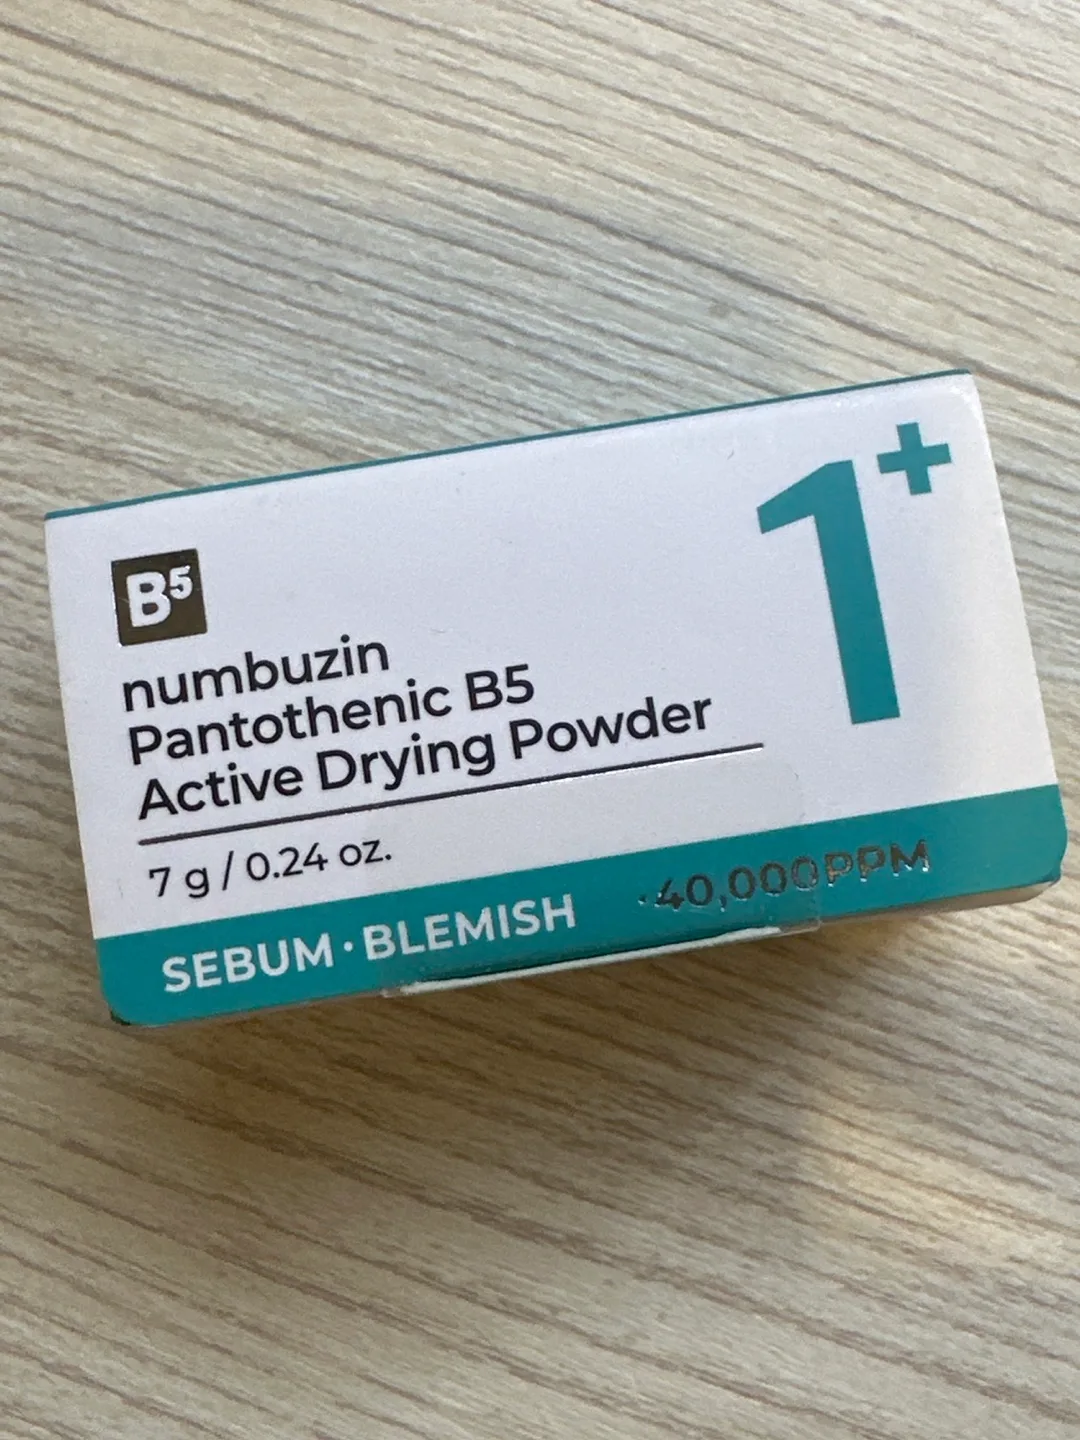 1+
B5
numbuzin
Pantothenic B5
Active Drying Powder
7 g / 0.24 oz.
SEBUM · BLEMISH · 40,000PPM